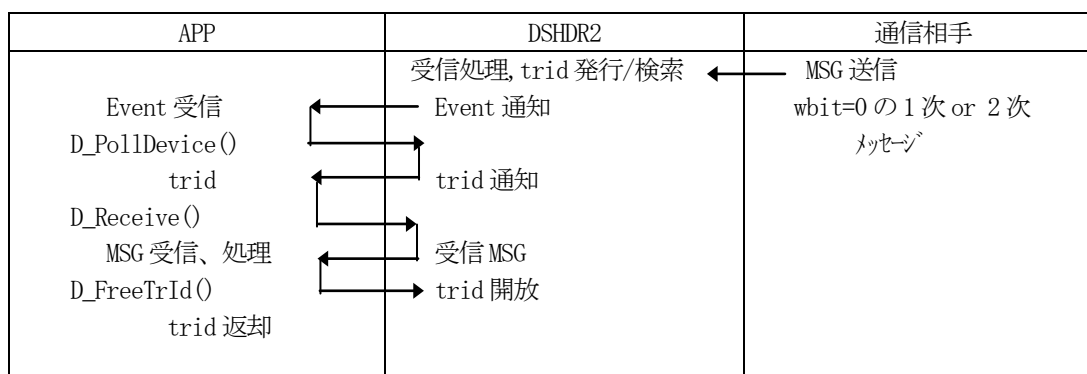 APP DSHDR2 通信相手
受信処理,trid 発行/検索 MSG 送信
Event 受信 Event 通知 wbit=0 の 1 次 or 2 次
D_PollDevice() メッセージ
trid trid 通知
D_Receive()
MSG 受信、処理 受信 MSG
D_FreeTrId() trid 開放
trid 返却